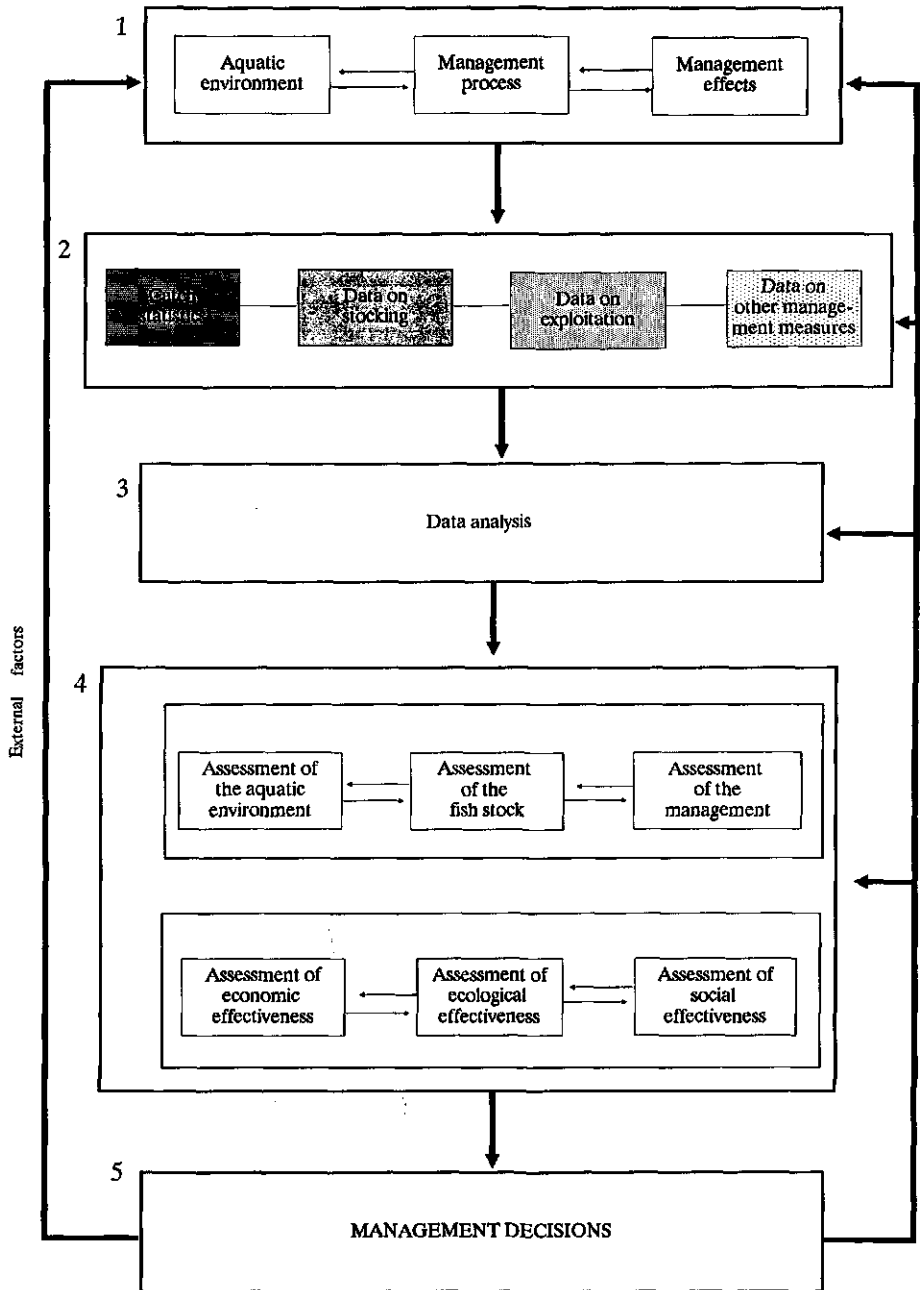 1
Aquatic
environment
Management
process
Management
effects
2
Catch
statistics
Data on
stocking
Data on
exploitation
Data on
other manage-
ment measures
3
Data analysis
External factors
4
Assessment of
the aquatic
environment
Assessment
of the
fish stock
Assessment
of the
management
Assessment of
economic
effectiveness
Assessment of
ecological
effectiveness
Assessment of
social
effectiveness
5
MANAGEMENT DECISIONS